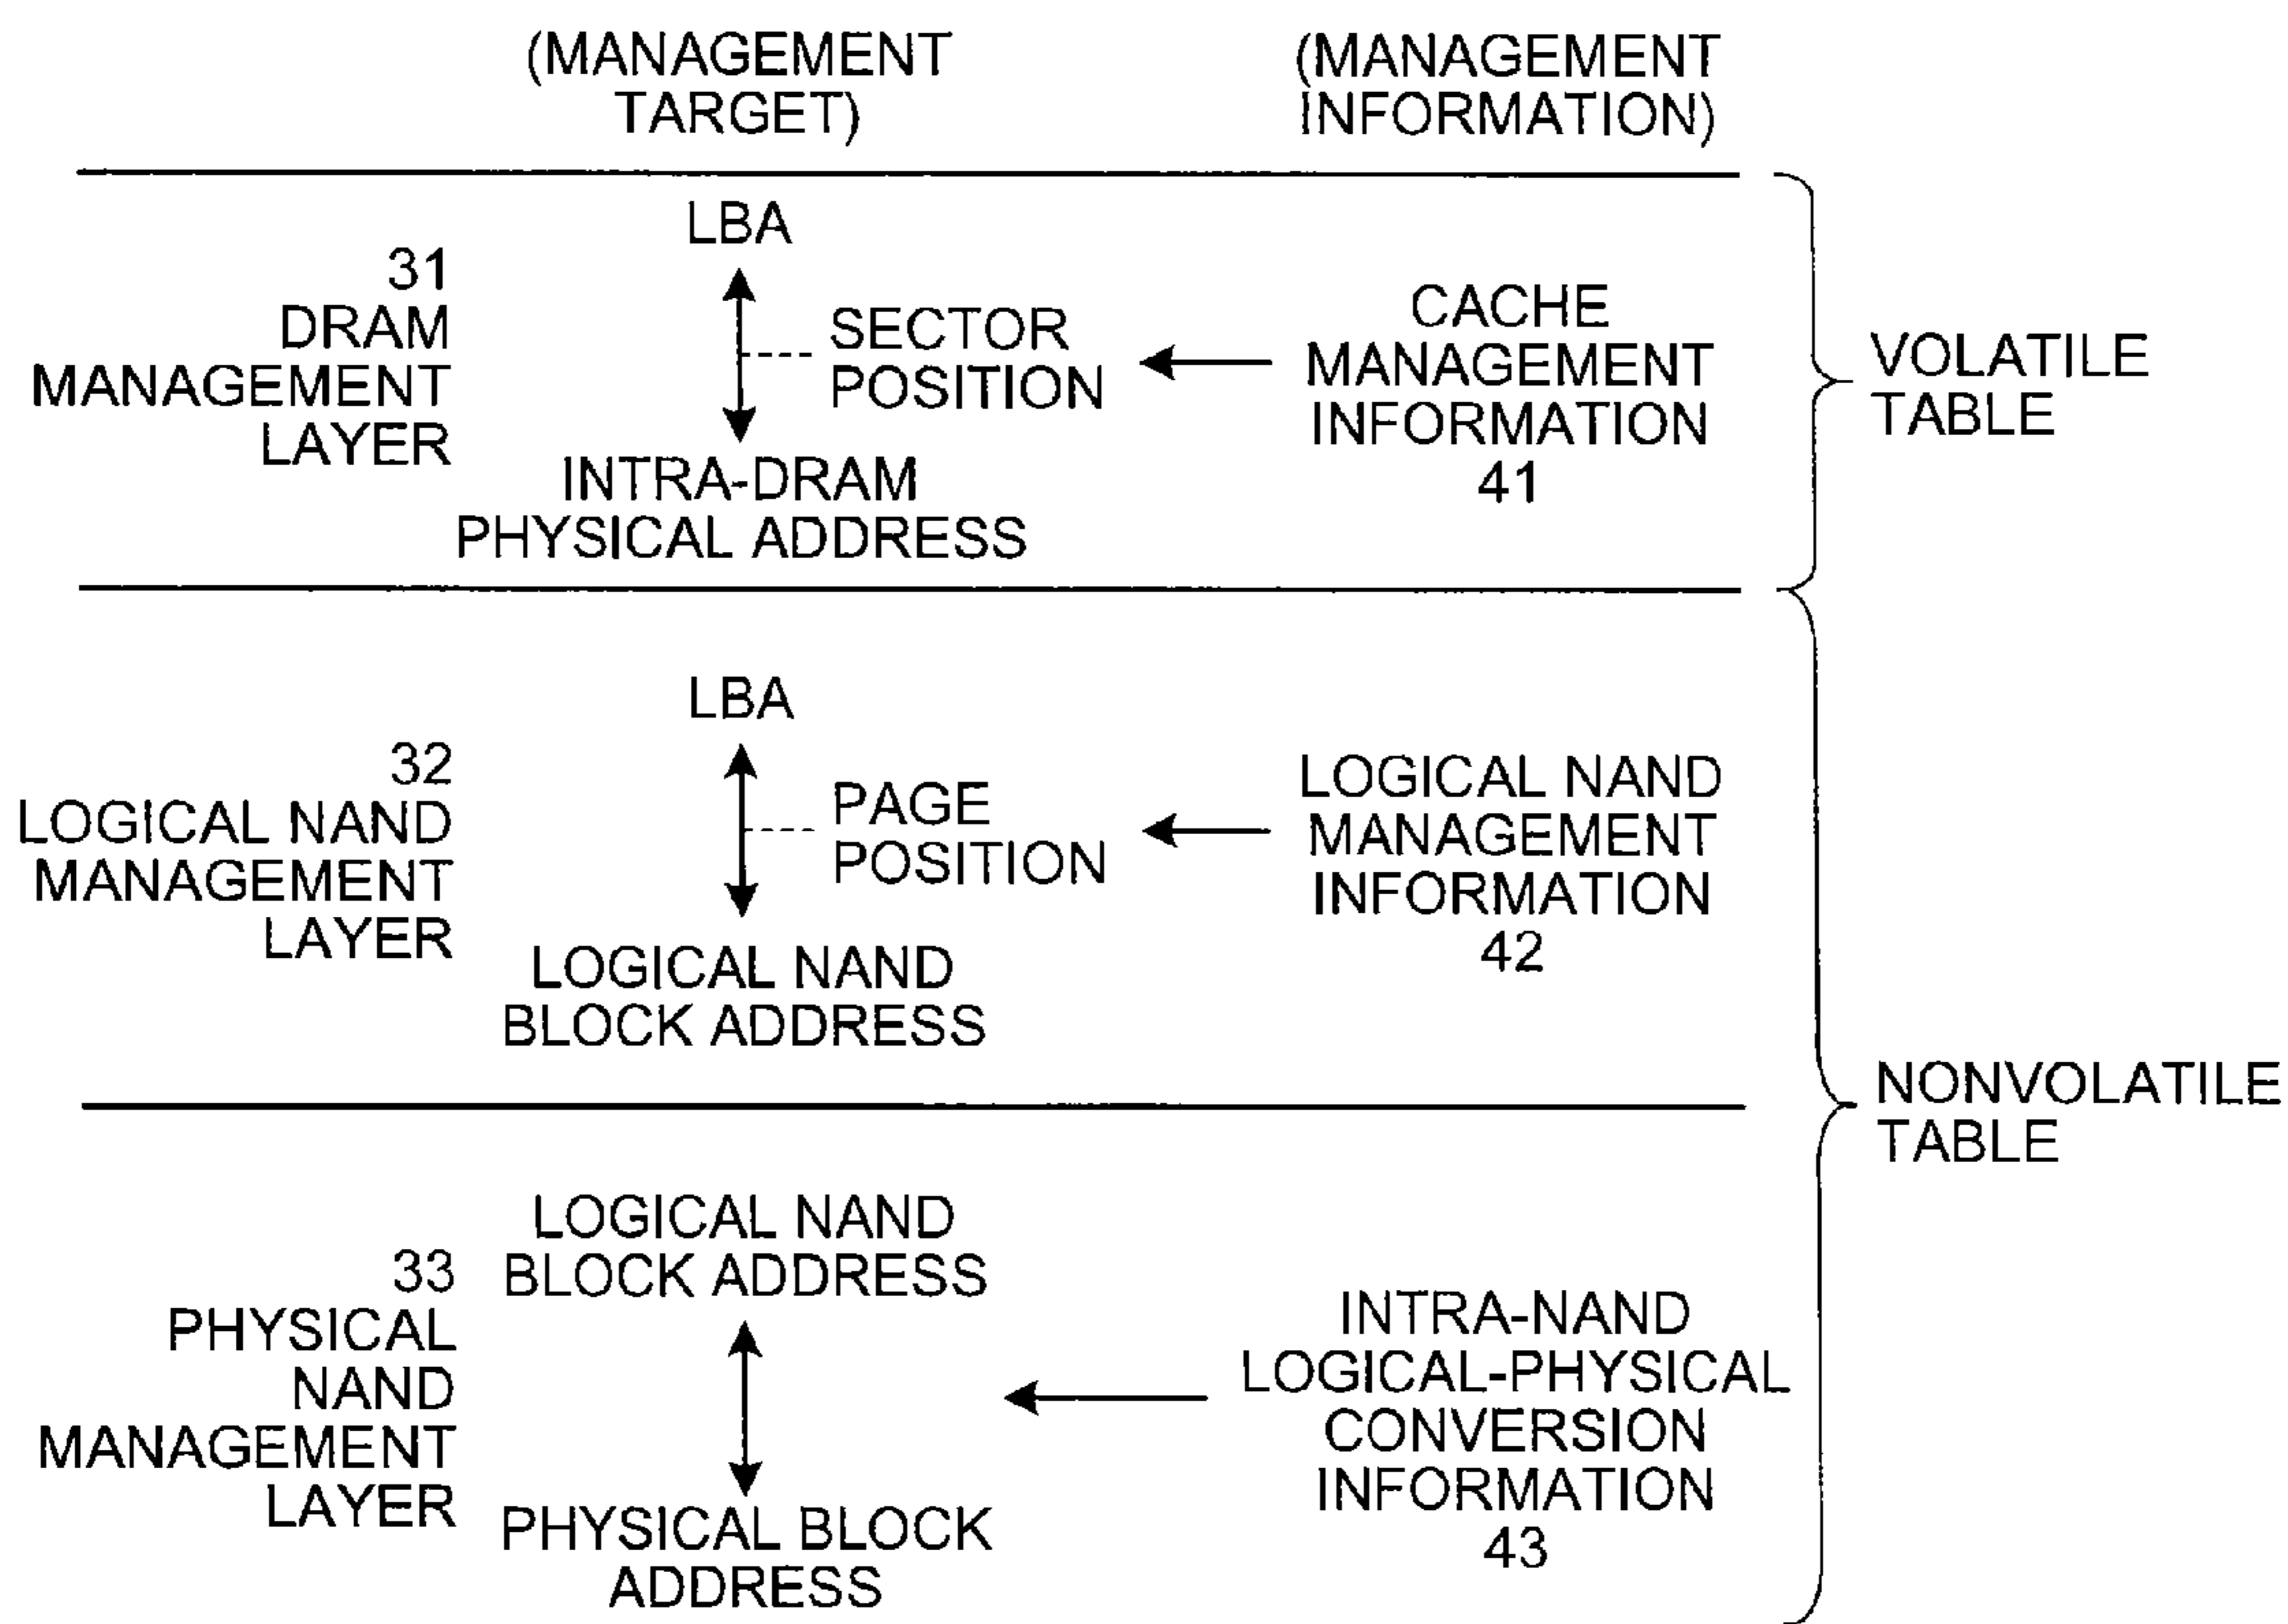 (MANAGEMENT
TARGET)
(MANAGEMENT
INFORMATION)
31
DRAM
MANAGEMENT
LAYER
LBA
SECTOR
POSITION
INTRA-DRAM
PHYSICAL ADDRESS
CACHE
MANAGEMENT
INFORMATION
41
VOLATILE
TABLE
32
LOGICAL NAND
MANAGEMENT
LAYER
LBA
PAGE
POSITION
LOGICAL NAND
BLOCK ADDRESS
LOGICAL NAND
MANAGEMENT
INFORMATION
42
NONVOLATILE
TABLE
33
PHYSICAL
NAND
MANAGEMENT
LAYER
LOGICAL NAND
BLOCK ADDRESS
PHYSICAL BLOCK
ADDRESS
INTRA-NAND
LOGICAL-PHYSICAL
CONVERSION
INFORMATION
43